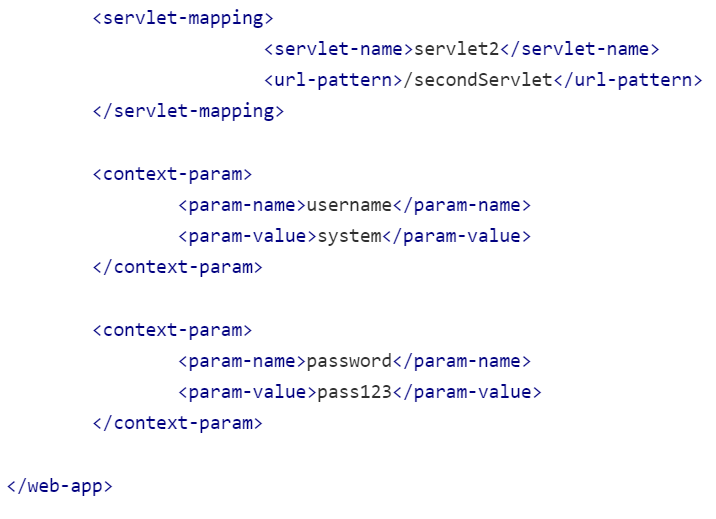 <servlet-mapping>
<servlet-name>servlet2</servlet-name>
<url-pattern>/secondServlet</url-pattern>
</servlet-mapping>
<context-param>
<param-name>username</param-name>
<param-value>system</param-value>
</context-param>
<context-param>
<param-name>password</param-name>
<param-value>pass123</param-value>
</context-param>
</web-app>